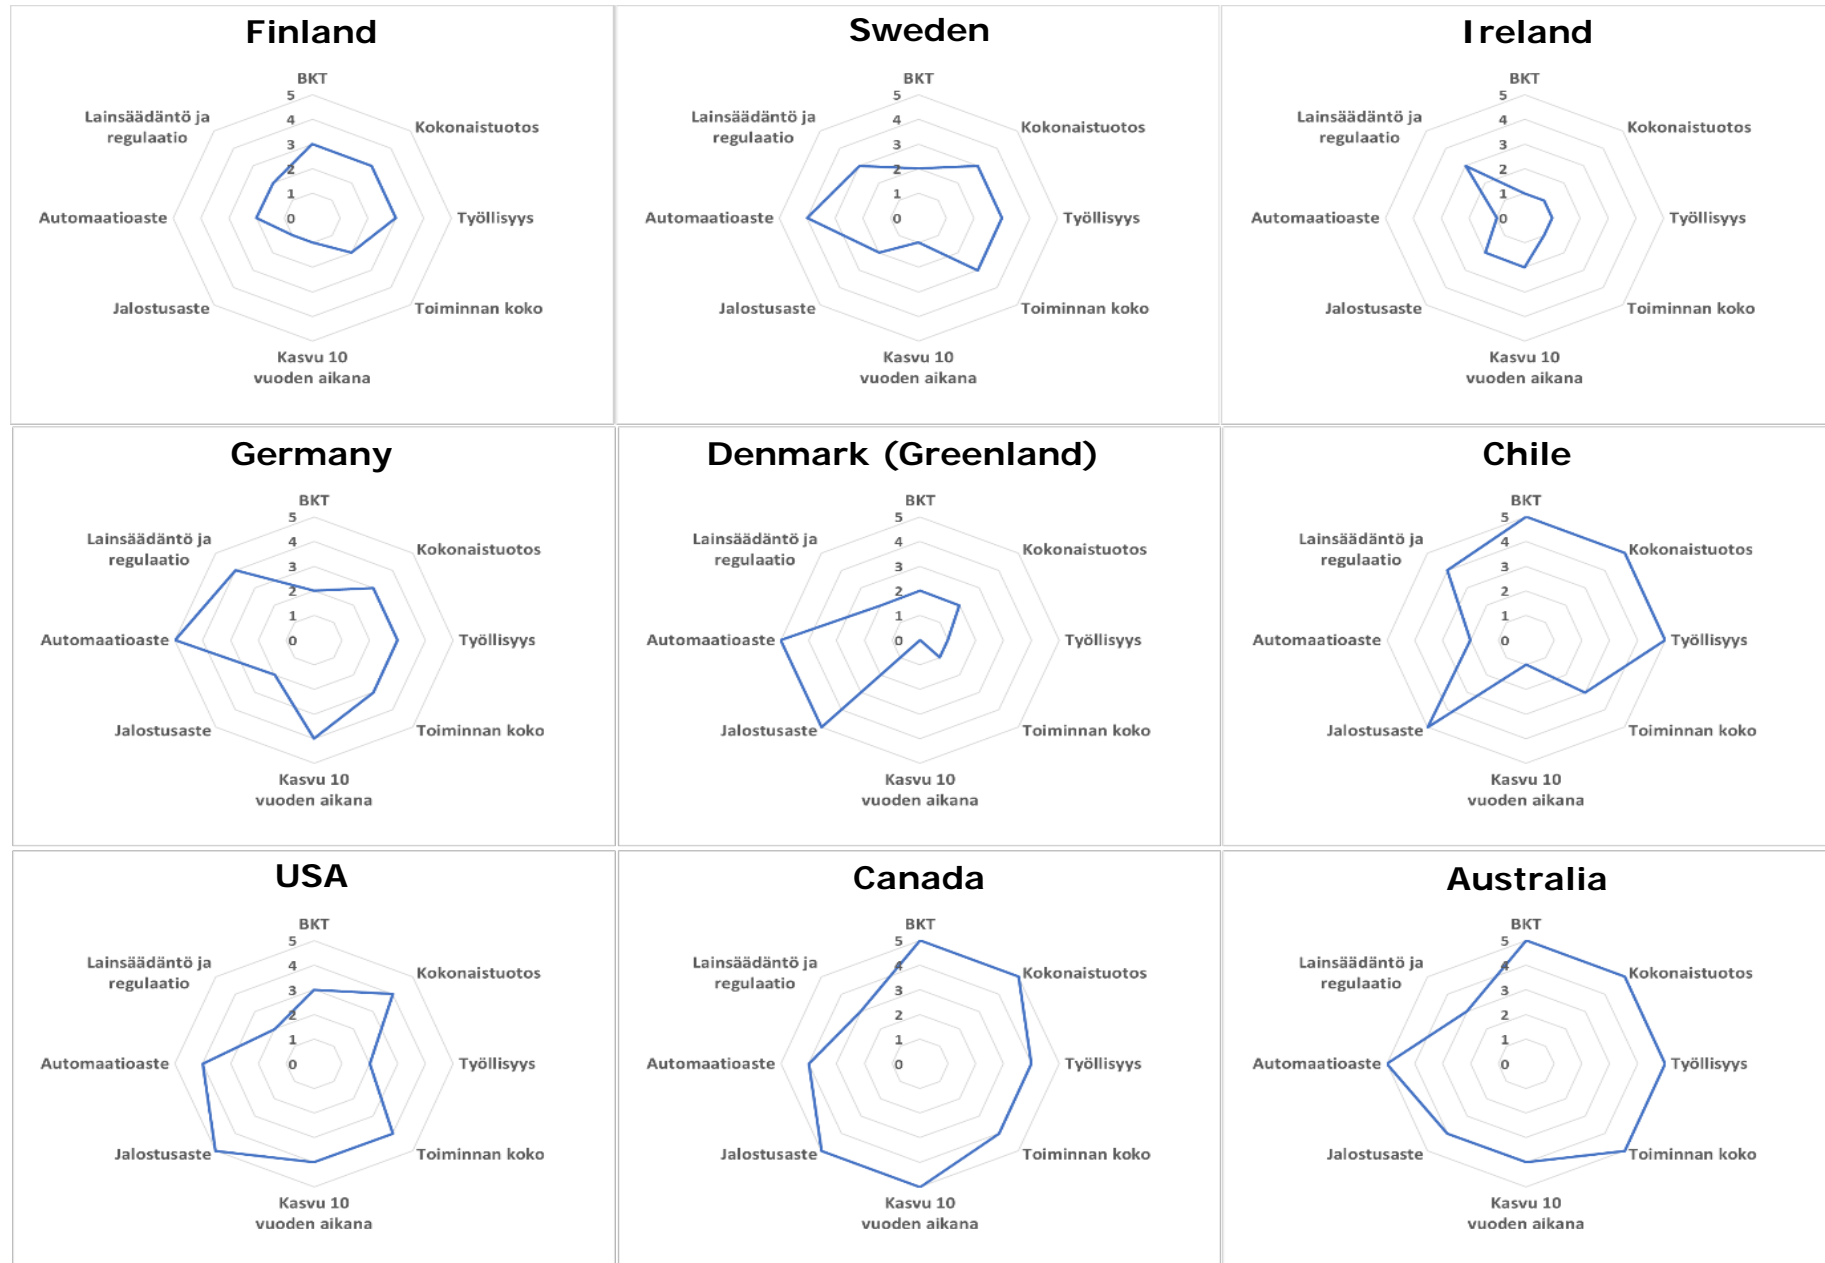 Finland
BKT
5
4
3
2
1
0
Lainsäädäntö ja
regulaatio
Kokonaistuotos
Automaatioaste
Työllisyys
Jalostusaste
Toiminnan koko
Kasvu 10
vuoden aikana
Sweden
BKT
5
4
3
2
1
0
Lainsäädäntö ja
regulaatio
Kokonaistuotos
Automaatioaste
Työllisyys
Jalostusaste
Toiminnan koko
Kasvu 10
vuoden aikana
Ireland
BKT
5
4
3
2
1
0
Lainsäädäntö ja
regulaatio
Kokonaistuotos
Automaatioaste
Työllisyys
Jalostusaste
Toiminnan koko
Kasvu 10
vuoden aikana
Germany
BKT
5
4
3
2
1
0
Lainsäädäntö ja
regulaatio
Kokonaistuotos
Automaatioaste
Työllisyys
Jalostusaste
Toiminnan koko
Kasvu 10
vuoden aikana
Denmark (Greenland)
BKT
5
4
3
2
1
0
Lainsäädäntö ja
regulaatio
Kokonaistuotos
Automaatioaste
Työllisyys
Jalostusaste
Toiminnan koko
Kasvu 10
vuoden aikana
Chile
BKT
5
4
3
2
1
0
Lainsäädäntö ja
regulaatio
Kokonaistuotos
Automaatioaste
Työllisyys
Jalostusaste
Toiminnan koko
Kasvu 10
vuoden aikana
USA
BKT
5
4
3
2
1
0
Lainsäädäntö ja
regulaatio
Kokonaistuotos
Automaatioaste
Työllisyys
Jalostusaste
Toiminnan koko
Kasvu 10
vuoden aikana
Canada
BKT
5
4
3
2
1
0
Lainsäädäntö ja
regulaatio
Kokonaistuotos
Automaatioaste
Työllisyys
Jalostusaste
Toiminnan koko
Kasvu 10
vuoden aikana
Australia
BKT
5
4
3
2
1
0
Lainsäädäntö ja
regulaatio
Kokonaistuotos
Automaatioaste
Työllisyys
Jalostusaste
Toiminnan koko
Kasvu 10
vuoden aikana